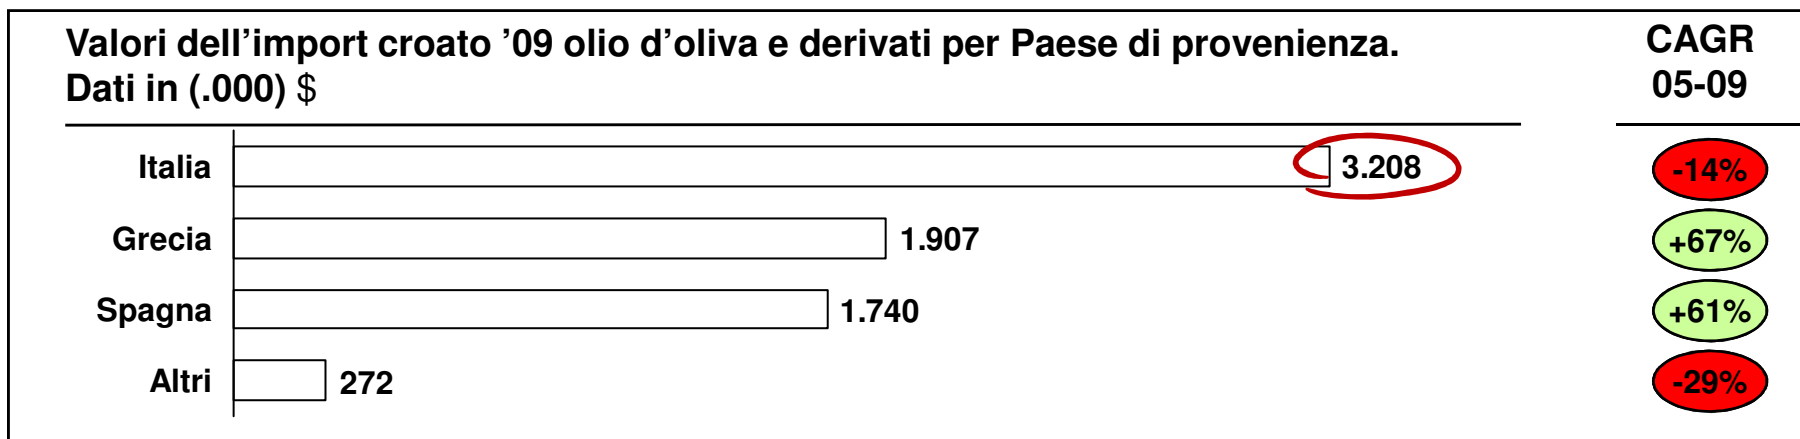 Valori dell’import croato ’09 olio d’oliva e derivati per Paese di provenienza.
Dati in (.000) $
CAGR
05-09
Italia 3.208 -14%
Grecia 1.907 +67%
Spagna 1.740 +61%
Altri 272 -29%